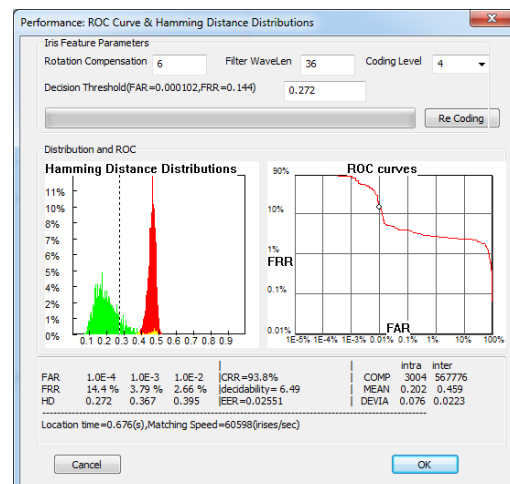 Performance: ROC Curve & Hamming Distance Distributions
x
Iris Feature Parameters
Rotation Compensation 6 Filter WaveLen 36 Coding Level 4
Decision Threshold(FAR=0.000102,FRR=0.144) 0.272
Re Coding
Distribution and ROC
Hamming Distance Distributions
11%
10%
8%
7%
6%
5%
4%
2%
1%
0%
0.1 0.2 0.3 0.4 0.5 0.6 0.7 0.8 0.9
ROC curves
90%
10%
1%
FRR
0.1%
0.01%
FAR
1E-5% 1E-4% 1E-3% 0.01% 0.1% 1% 10% 100%
| | intra inter
FAR 1.0E-4 1.0E-3 1.0E-2 |CRR=93.8% | COMP 3004 567776
FRR 14.4 % 3.79 % 2.66 % |decidability= 6.49 | MEAN 0.202 0.459
HD 0.272 0.367 0.395 |EER=0.02551 | DEVIA 0.076 0.0223
Location time=0.676(s),Matching Speed=60598(irises/sec)
Cancel OK